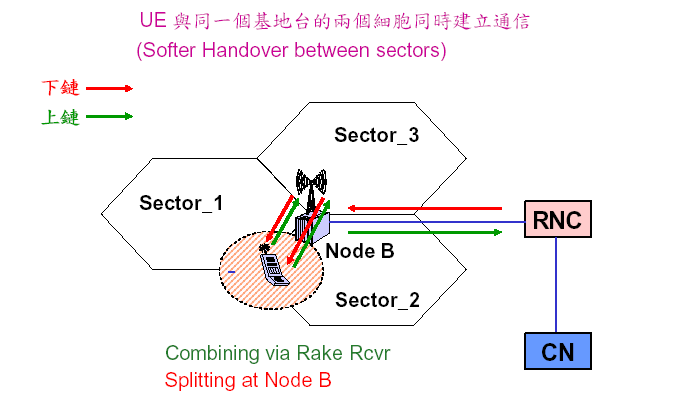 UE 與同一個基地台的兩個細胞同時建立通信
(Softer Handover between sectors)
下鏈
上鏈
Sector_3
Sector_1
RNC
Node B
Sector_2
CN
Combining via Rake Rcvr
Splitting at Node B